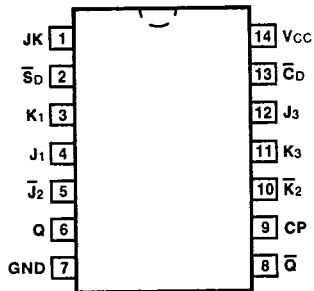 JK 1 14 VCC
S̅D 2 13 C̅D
K1 3 12 J3
J1 4 11 K3
J̅2 5 10 K̅2
Q 6 9 CP
GND 7 8 Q̅